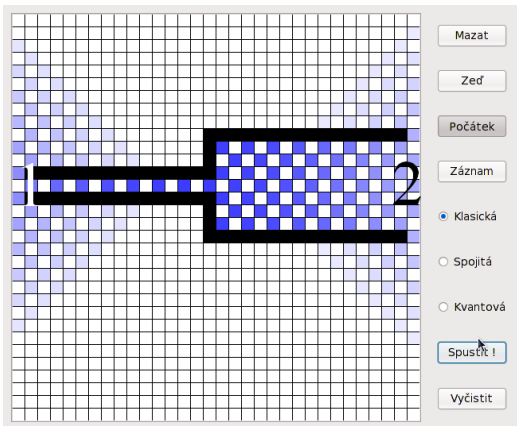 Mazat
Zeď
Počátek
1
2
Záznam
Klasická
Spojitá
Kvantová
Spustit !
Vyčistit